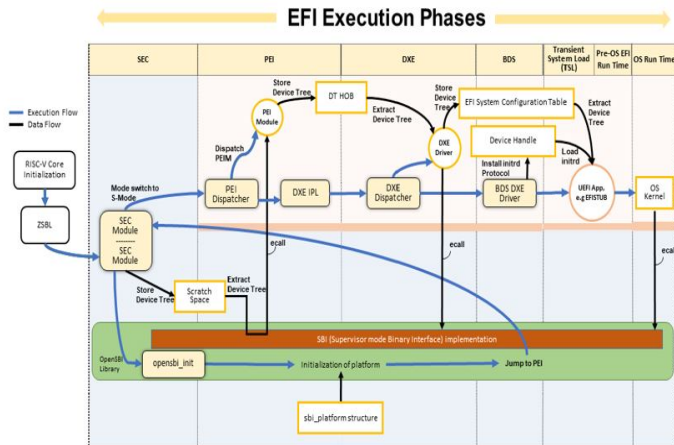 EFI Execution Phases
SEC
PEI
DXE
BDS
Transient
System Load
(TSL)
Pre-OS EFI
Run Time
OS Run Time
Execution Flow
Data Flow
Store
Device Tree
DT HOB
Store
Device
Tree
EFI System Configuration Table
Extract
Device Tree
PEI
Module
Extract
Device Tree
DXE
Driver
Device Handle
Load
initrd
Dispatch
PEIM
Install initrd
Protocol
RISC-V Core
Initialization
Mode switch to
S-Mode
PEI
Dispatcher
DXE IPL
DXE
Dispatcher
BDS DXE
Driver
UEFI App,
e.g EFISTUB
OS
Kernel
ZSBL
SEC
Module
--------
SEC
Module
ecall
ecall
ecall
Store
Device Tree
Scratch
Space
Extract
Device Tree
SBI (Supervisor mode Binary Interface) implementation
OpenSBI
Library
opensbi_init
Initialization of platform
Jump to PEI
sbi_platform structure